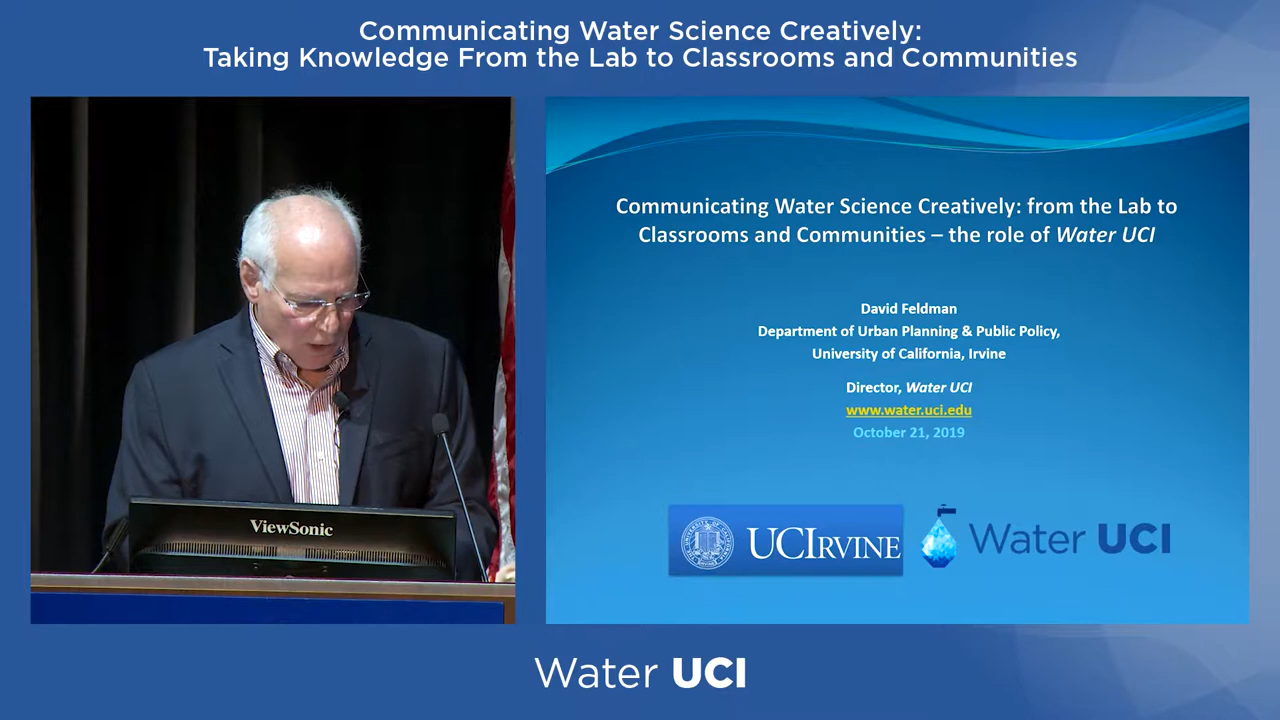 Communicating Water Science Creatively:
Taking Knowledge From the Lab to Classrooms and Communities
ViewSonic
Communicating Water Science Creatively: from the Lab to
Classrooms and Communities – the role of Water UCI
David Feldman
Department of Urban Planning & Public Policy,
University of California, Irvine
Director, Water UCI
www.water.uci.edu
October 21, 2019
UCIRVINE
Water UCI
Water UCI